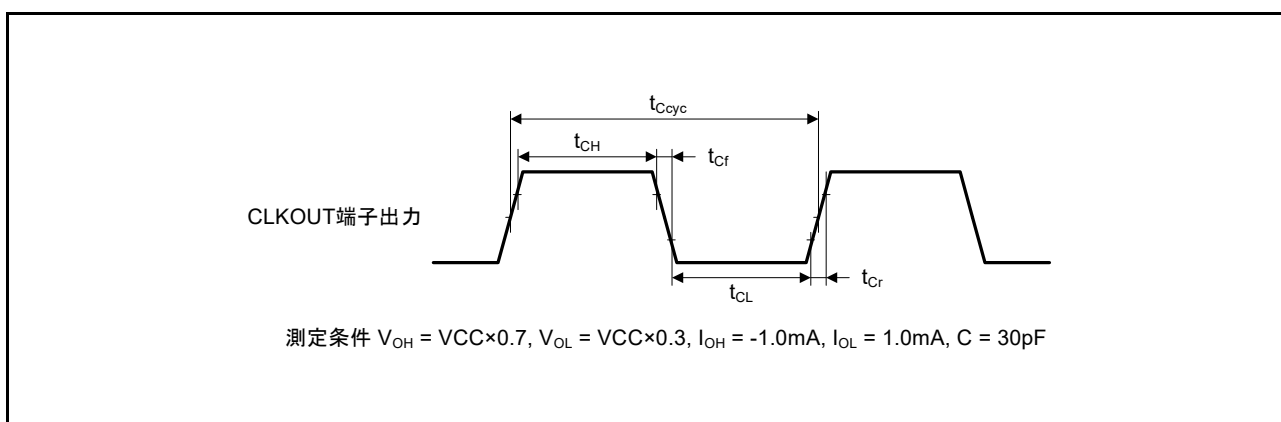 tCcyc
tCH
tCf
CLKOUT端子出力
tCL
tCr
測定条件 VOH = VCC×0.7, VOL = VCC×0.3, IOH = -1.0mA, IOL = 1.0mA, C = 30pF